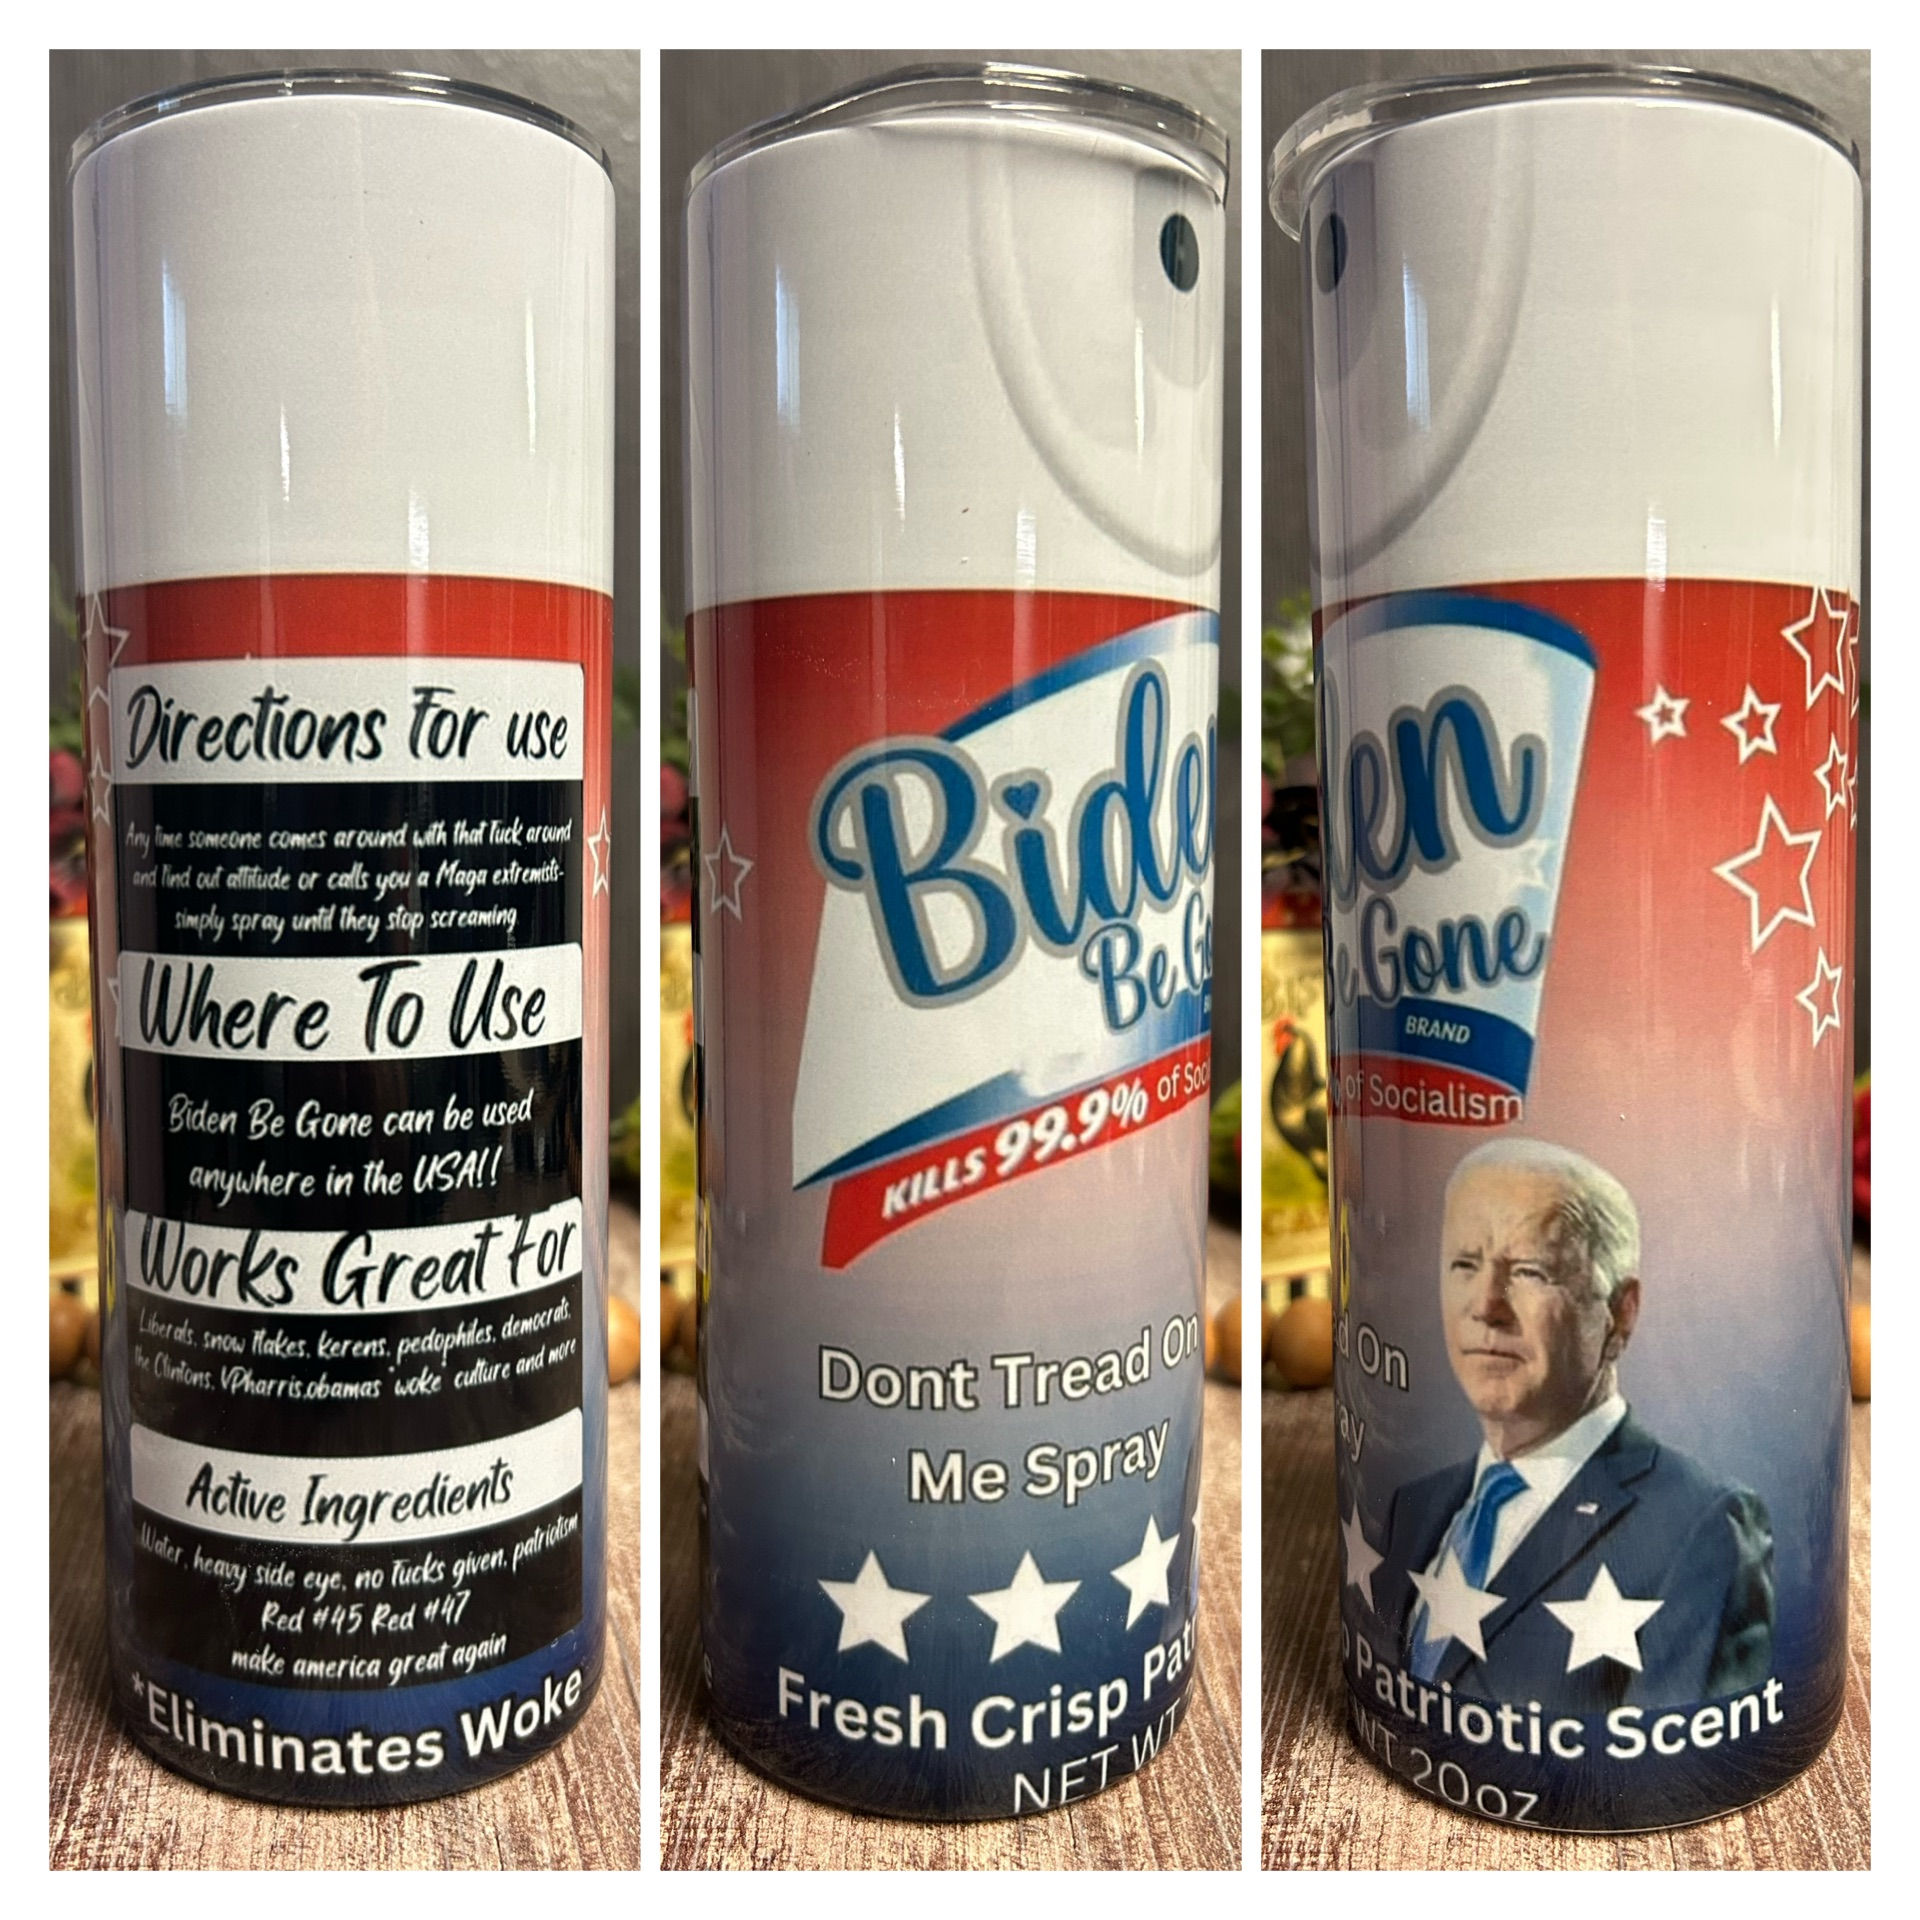 Directions for use
Any time someone comes around with that fuck around
and find out attitude or calls you a Maga extremists-
simply spray until they stop screaming
Where To Use
Biden Be Gone can be used
anywhere in the USA!!
Works Great For
Liberals, snow flakes, kerens, pedophiles, democrats,
the Clintons, VPharris,obamas "woke" culture and more
Active Ingredients
Water, heavy side eye, no fucks given, patriotism
Red #45 Red #47
make america great again
*Eliminates Woke
Biden
Be Go
KILLS 99.9% of Soci
Dont Tread On
Me Spray
Fresh Crisp Patr
NET WT
den
Be Gone
BRAND
% of Socialism
d On
ay
p Patriotic Scent
WT 20oz